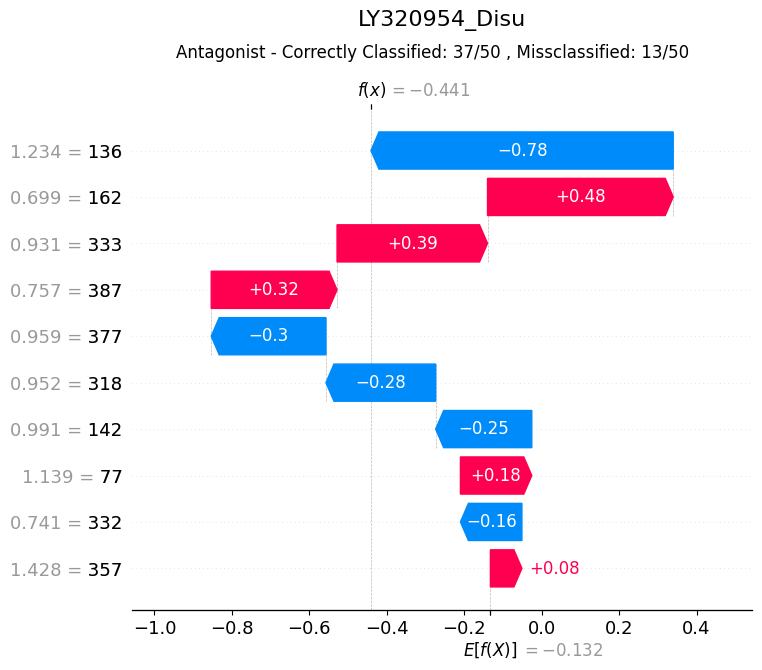 LY320954_Disu
Antagonist - Correctly Classified: 37/50 , Missclassified: 13/50
f(x) = −0.441
1.234 = 136
−0.78
0.699 = 162
+0.48
0.931 = 333
+0.39
0.757 = 387
+0.32
0.959 = 377
−0.3
0.952 = 318
−0.28
0.991 = 142
−0.25
1.139 = 77
+0.18
0.741 = 332
−0.16
1.428 = 357
+0.08
−1.0 −0.8 −0.6 −0.4 −0.2 0.0 0.2 0.4
E[f(X)] = −0.132